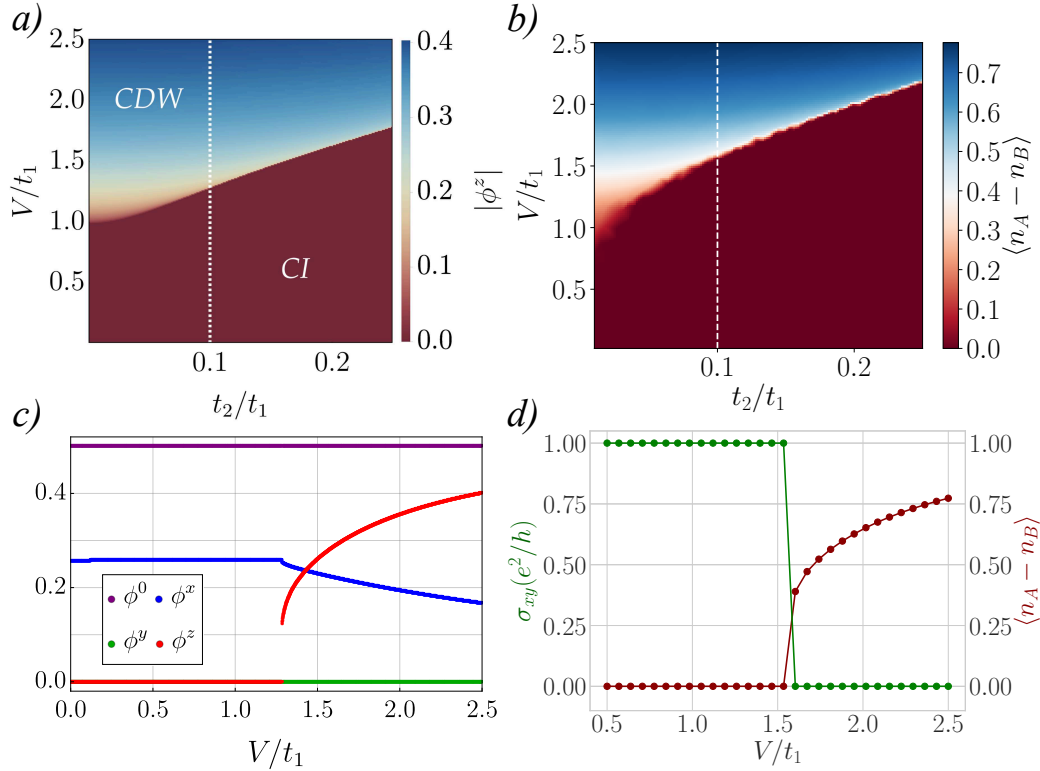 a)
2.5
2.0
1.5
1.0
0.5
V/t₁
CDW
CI
0.1
0.2
t₂/t₁
0.4
0.3
0.2
0.1
0.0
|ϕᶻ|
b)
2.5
2.0
1.5
1.0
0.5
V/t₁
0.1
0.2
t₂/t₁
0.7
0.6
0.5
0.4
0.3
0.2
0.1
0.0
⟨n_A − n_B⟩
c)
0.4
0.2
0.0
ϕ⁰ ϕˣ
ϕʸ ϕᶻ
0.0 0.5 1.0 1.5 2.0 2.5
V/t₁
d)
1.00
0.75
0.50
0.25
0.00
σ_xy(e²/h)
0.5 1.0 1.5 2.0 2.5
V/t₁
1.00
0.75
0.50
0.25
0.00
⟨n_A − n_B⟩